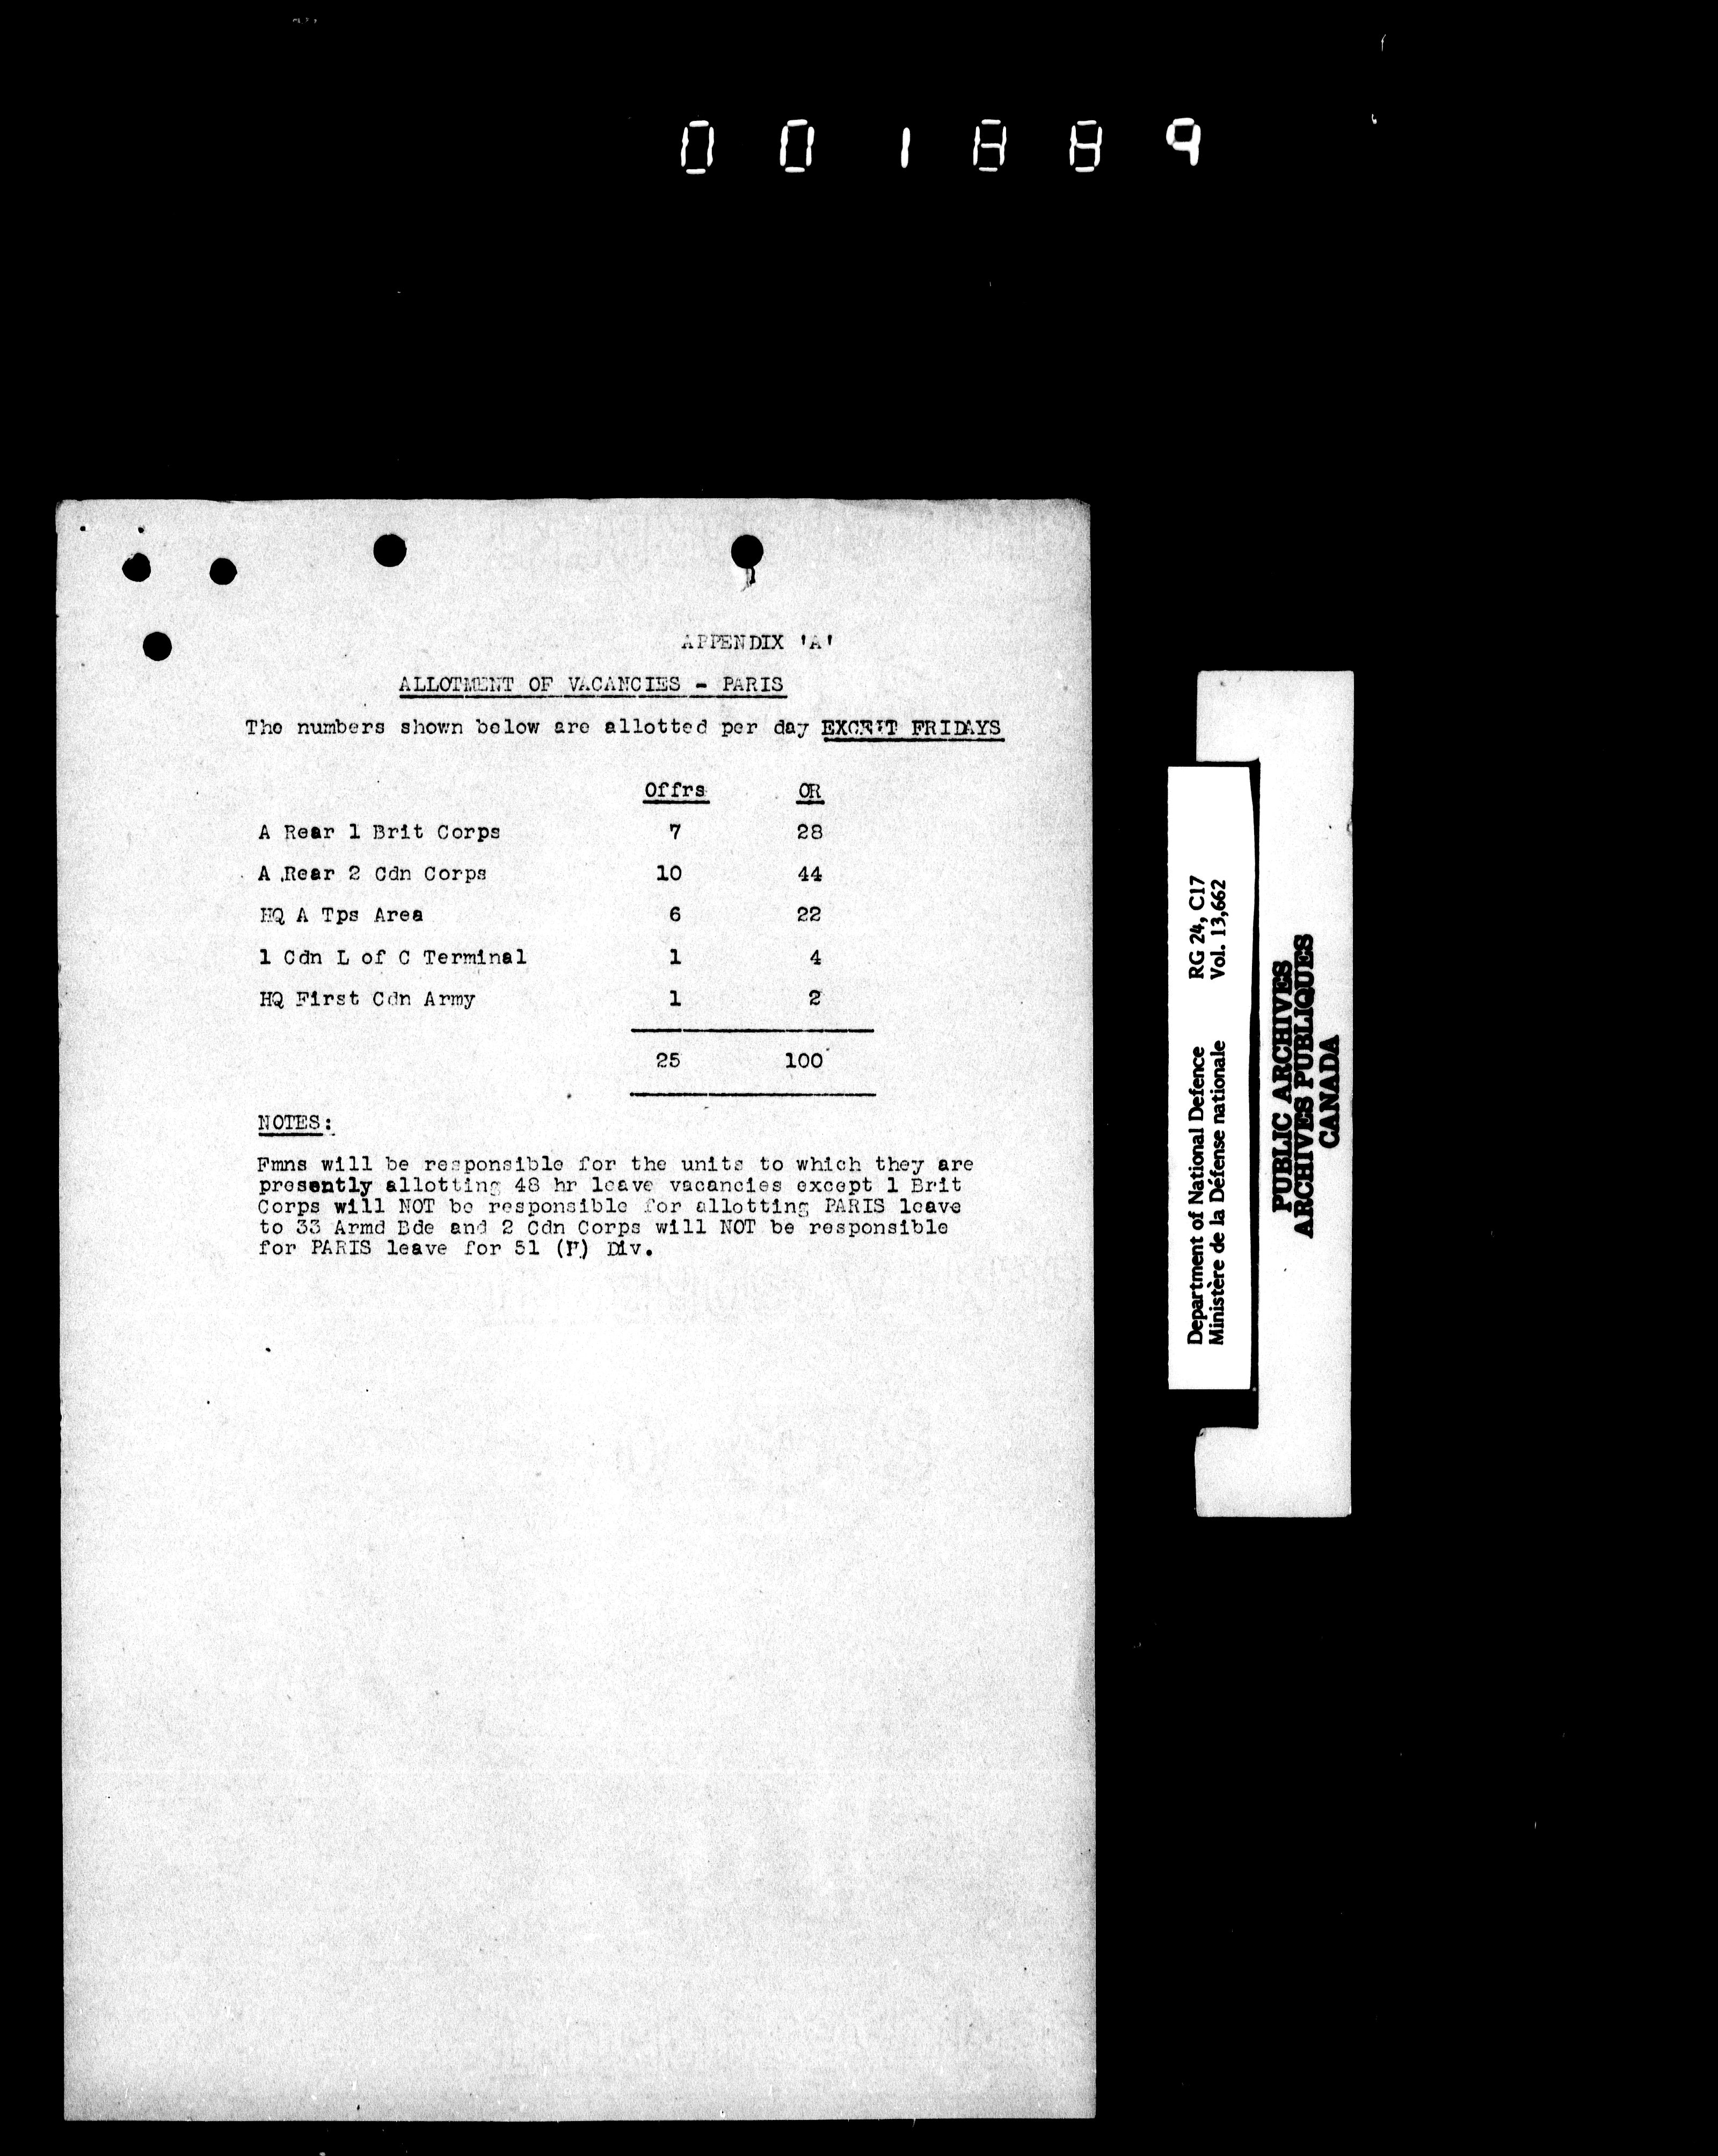 001889
APPENDIX 'A'
ALLOTMENT OF VACANCIES - PARIS
The numbers shown below are allotted per day EXCEPT FRIDAYS
Offrs OR
A Rear 1 Brit Corps 7 28
A Rear 2 Cdn Corps 10 44
HQ A Tps Area 6 22
1 Cdn L of C Terminal 1 4
HQ First Cdn Army 1 2
25 100
NOTES:
Fmns will be responsible for the units to which they are
presently allotting 48 hr leave vacancies except 1 Brit
Corps will NOT be responsible for allotting PARIS leave
to 33 Armd Bde and 2 Cdn Corps will NOT be responsible
for PARIS leave for 51 (H) Div.
Department of National Defence RG 24, C17
Ministère de la Défense nationale Vol. 13,662
PUBLIC ARCHIVES
ARCHIVES PUBLIQUES
CANADA